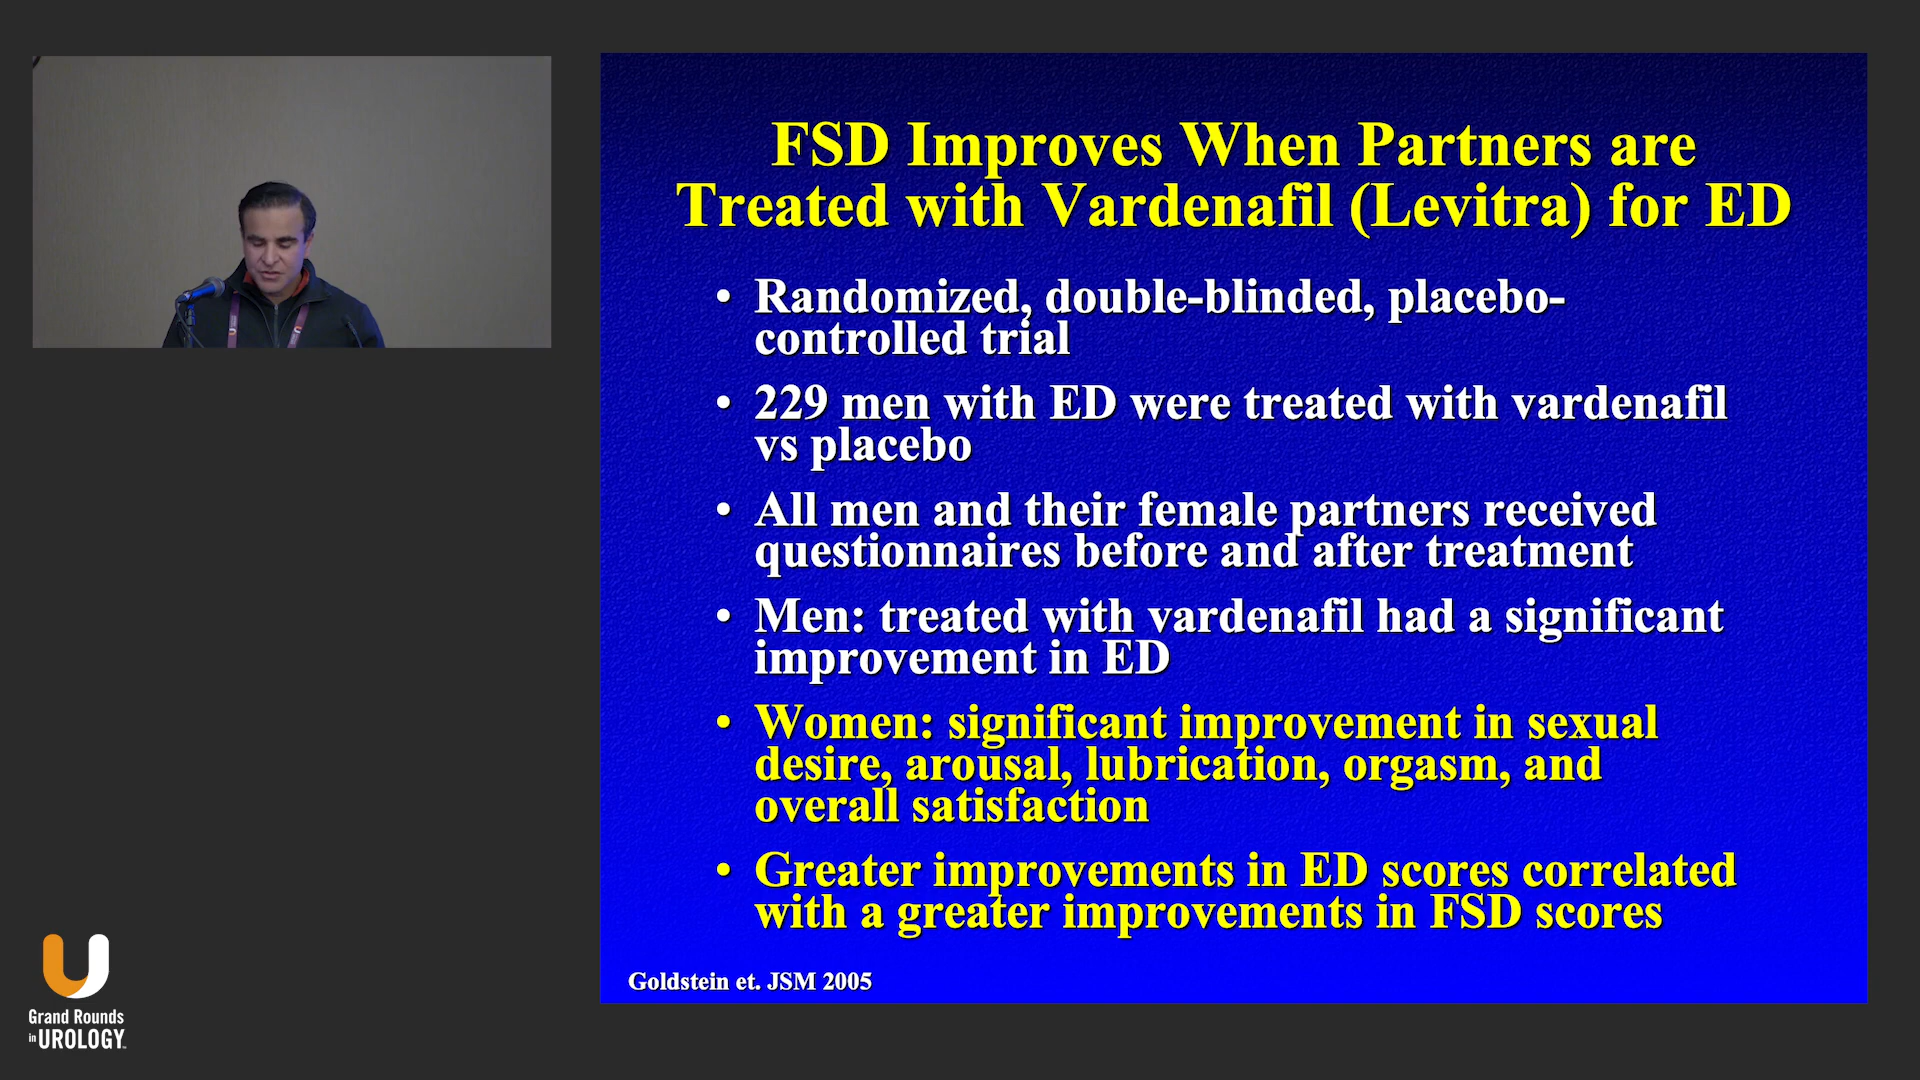 FSD Improves When Partners are
Treated with Vardenafil (Levitra) for ED
• Randomized, double-blinded, placebo-
controlled trial
• 229 men with ED were treated with vardenafil
vs placebo
• All men and their female partners received
questionnaires before and after treatment
• Men: treated with vardenafil had a significant
improvement in ED
• Women: significant improvement in sexual
desire, arousal, lubrication, orgasm, and
overall satisfaction
• Greater improvements in ED scores correlated
with a greater improvements in FSD scores
Goldstein et. JSM 2005
Grand Rounds
in UROLOGY